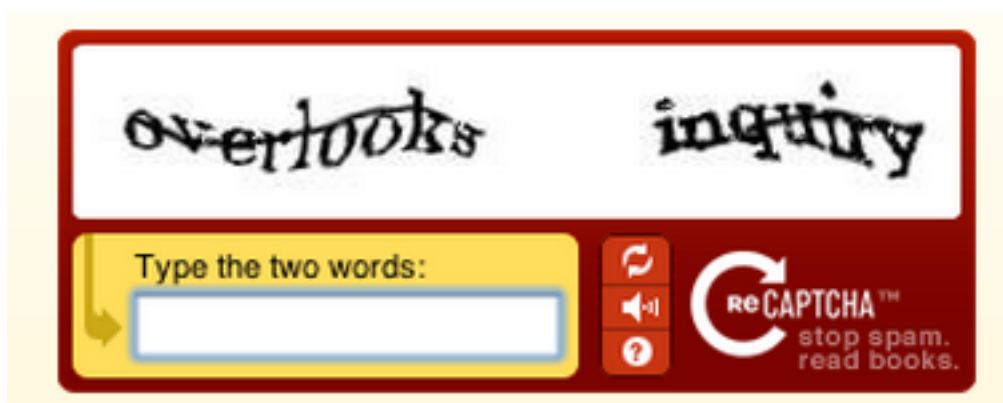 overlooks inquiry
Type the two words:
ReCAPTCHA™
stop spam.
read books.